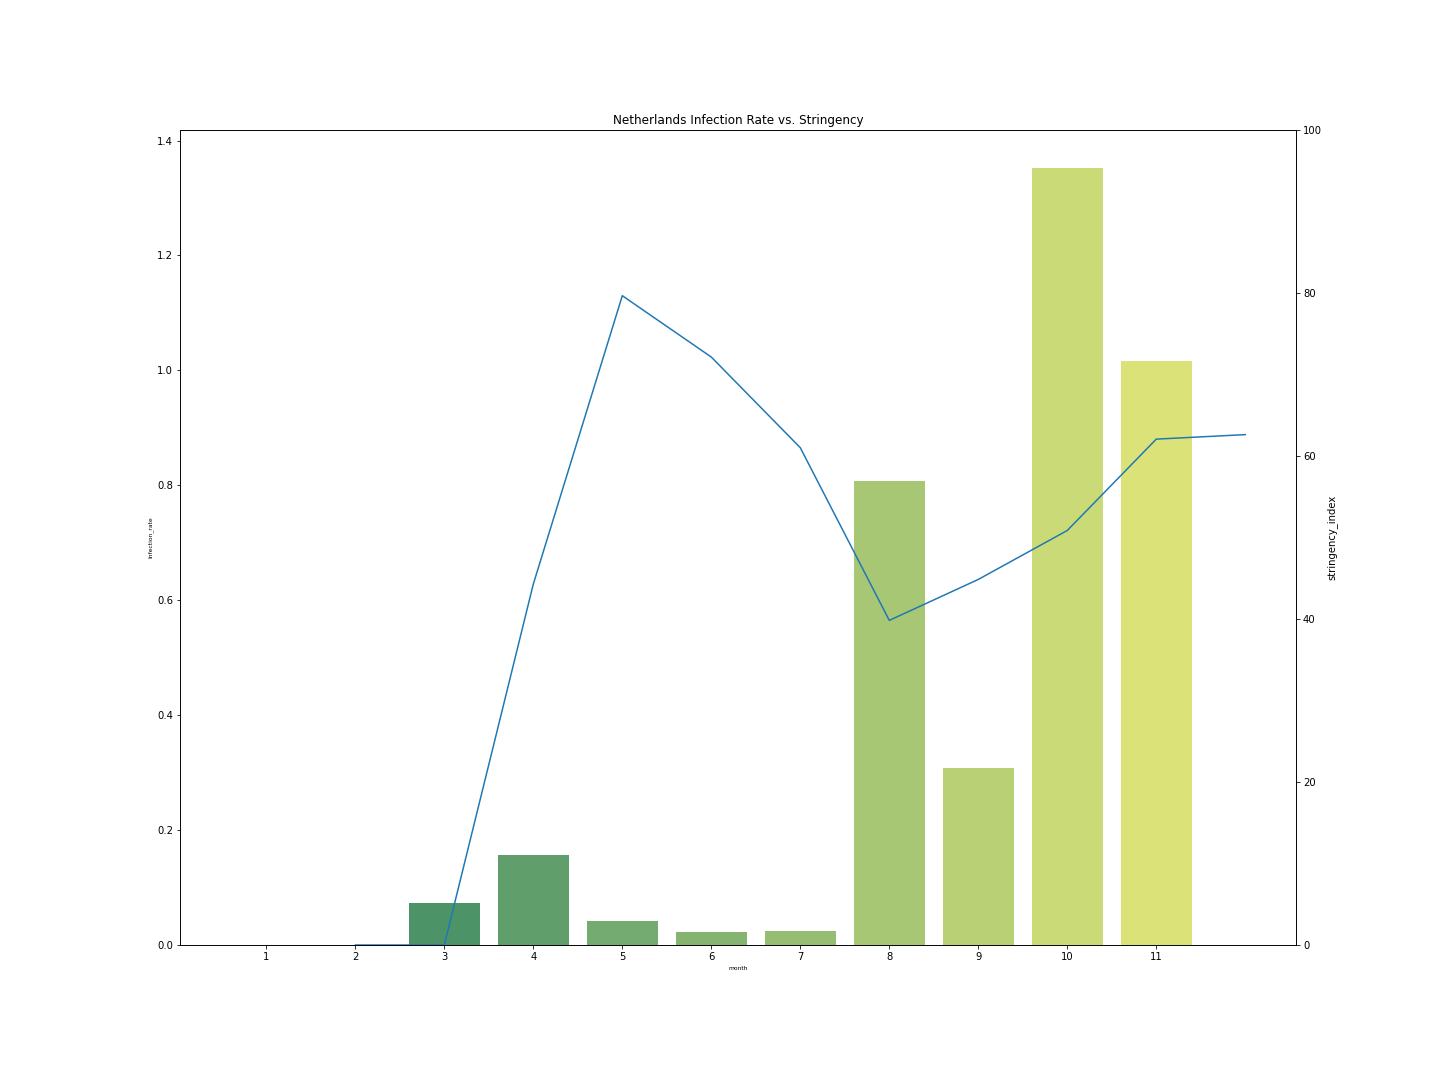 Netherlands Infection Rate vs. Stringency
1.4
1.2
1.0
0.8
0.6
0.4
0.2
0.0
infection_rate
100
80
60
40
20
0
stringency_index
1 2 3 4 5 6 7 8 9 10 11
month